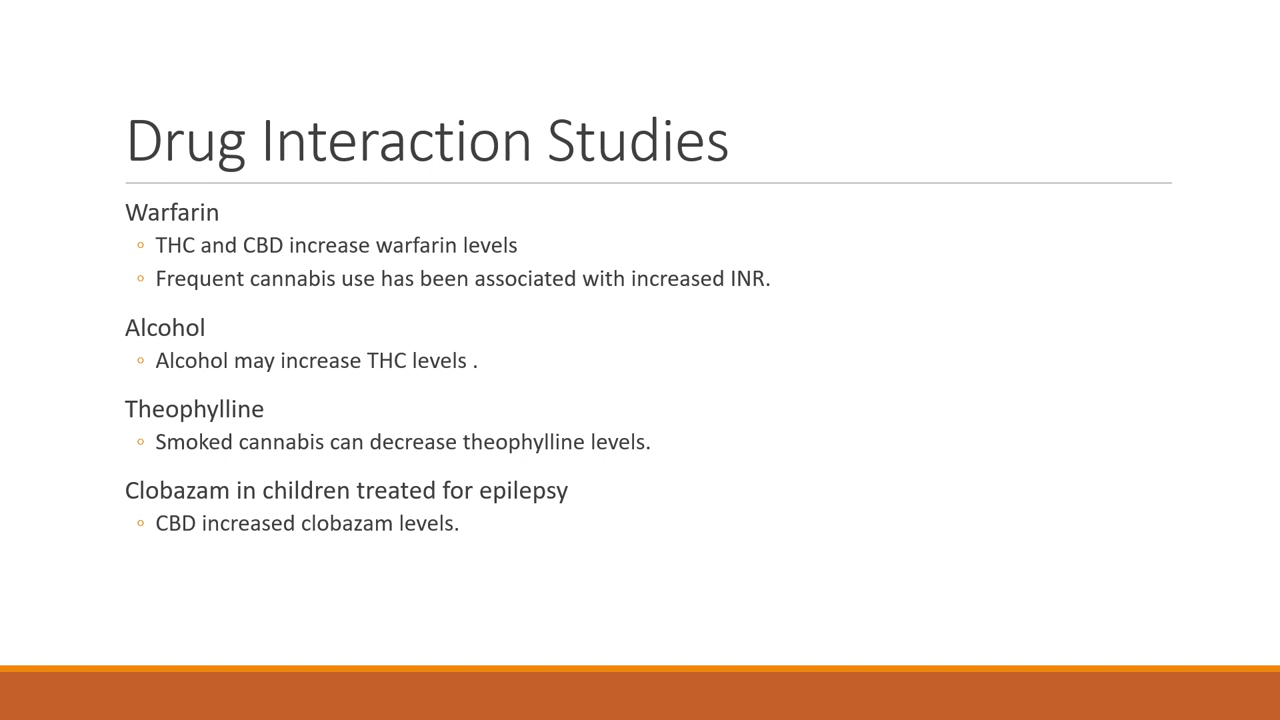 Drug Interaction Studies
Warfarin
◦ THC and CBD increase warfarin levels
◦ Frequent cannabis use has been associated with increased INR.
Alcohol
◦ Alcohol may increase THC levels .
Theophylline
◦ Smoked cannabis can decrease theophylline levels.
Clobazam in children treated for epilepsy
◦ CBD increased clobazam levels.